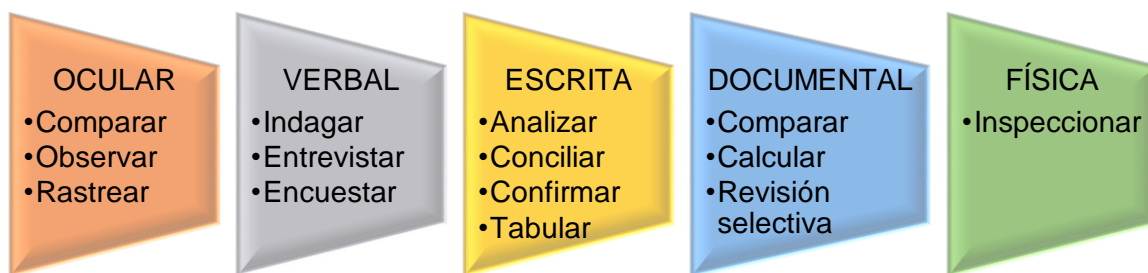 OCULAR
•Comparar
•Observar
•Rastrear
VERBAL
•Indagar
•Entrevistar
•Encuestar
ESCRITA
•Analizar
•Conciliar
•Confirmar
•Tabular
DOCUMENTAL
•Comparar
•Calcular
•Revisión
selectiva
FÍSICA
•Inspeccionar